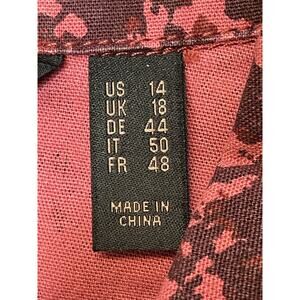 US 14
UK 18
DE 44
IT 50
FR 48
MADE IN
CHINA